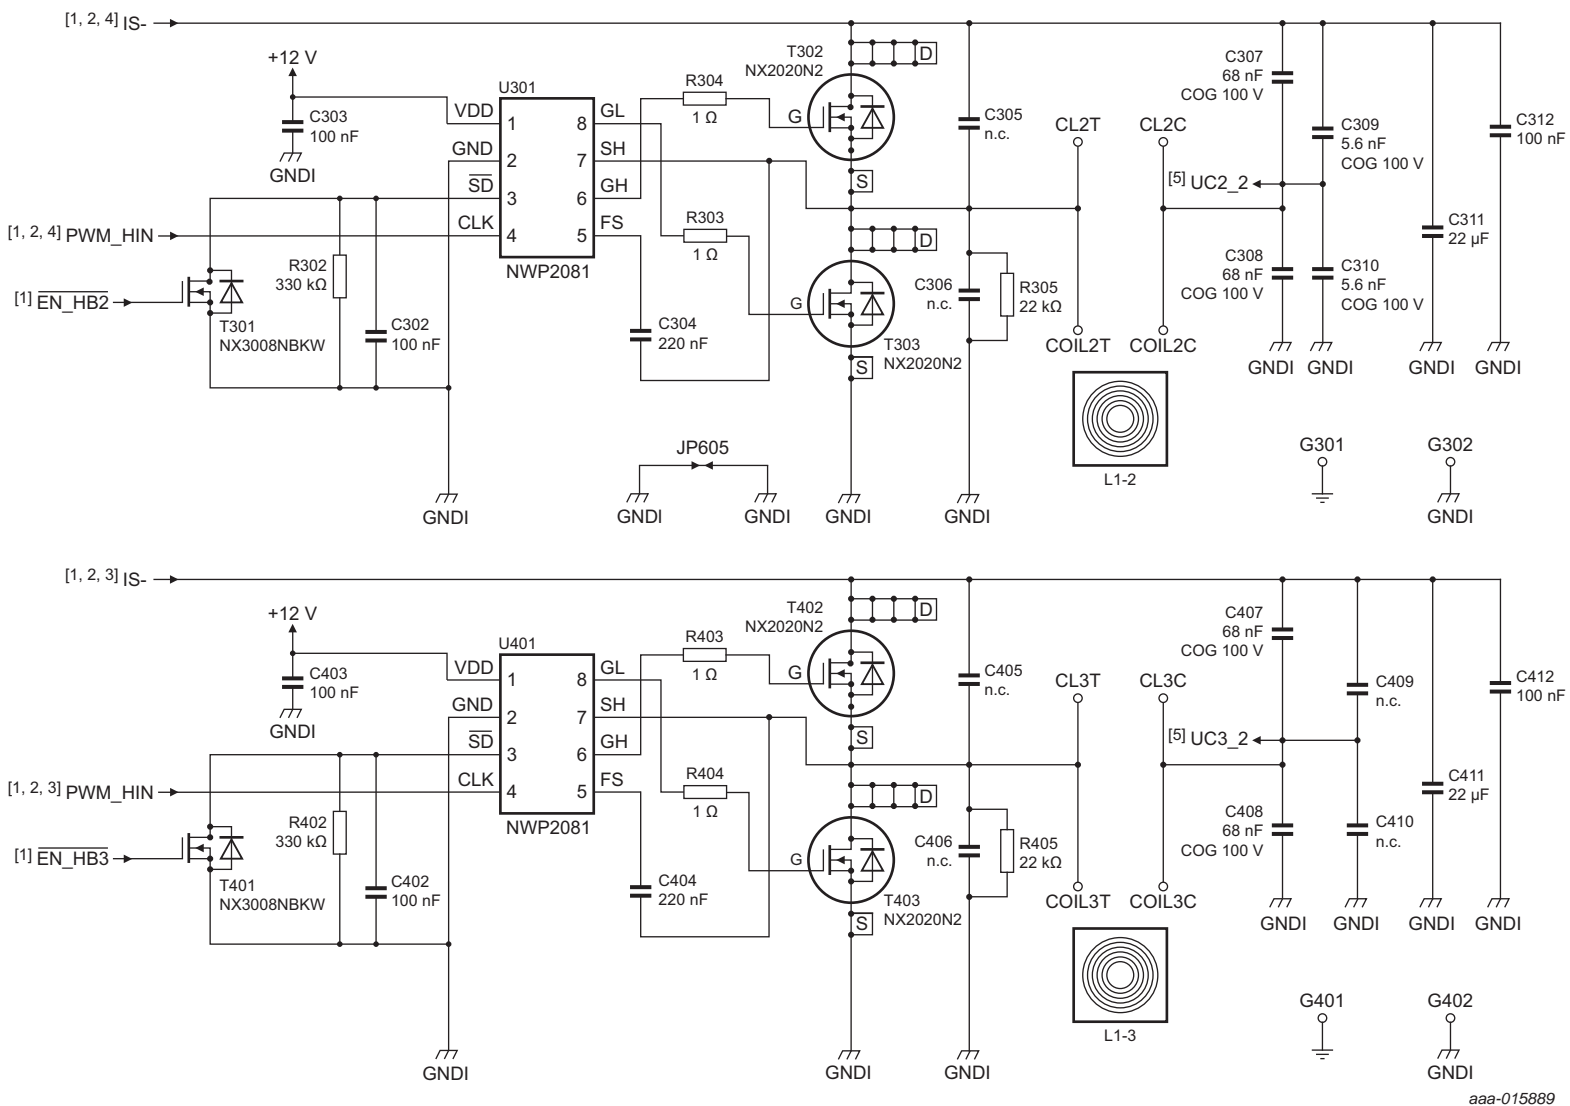 [1, 2, 4] IS-
+12 V
C303
100 nF
GNDI
U301
VDD
GND
SD
CLK
1
2
3
4
8
7
6
5
GL
SH
GH
FS
NWP2081
[1, 2, 4] PWM_HIN
[1] EN_HB2
T301
NX3008NBKW
R302
330 kΩ
C302
100 nF
GNDI
R304
1 Ω
R303
1 Ω
C304
220 nF
JP605
GNDI
GNDI
T302
NX2020N2
D
G
S
D
G
T303
NX2020N2
S
GNDI
C305
n.c.
C306
n.c.
R305
22 kΩ
GNDI
CL2T
CL2C
COIL2T
COIL2C
L1-2
[5] UC2_2
C307
68 nF
COG 100 V
C308
68 nF
COG 100 V
C309
5.6 nF
COG 100 V
C310
5.6 nF
COG 100 V
C311
22 µF
C312
100 nF
GNDI
GNDI
GNDI
GNDI
G301
G302
GNDI
[1, 2, 3] IS-
+12 V
C403
100 nF
GNDI
U401
VDD
GND
SD
CLK
1
2
3
4
8
7
6
5
GL
SH
GH
FS
NWP2081
[1, 2, 3] PWM_HIN
[1] EN_HB3
T401
NX3008NBKW
R402
330 kΩ
C402
100 nF
GNDI
R403
1 Ω
R404
1 Ω
C404
220 nF
T402
NX2020N2
D
G
S
D
G
T403
NX2020N2
S
GNDI
C405
n.c.
C406
n.c.
R405
22 kΩ
GNDI
CL3T
CL3C
COIL3T
COIL3C
L1-3
[5] UC3_2
C407
68 nF
COG 100 V
C408
68 nF
COG 100 V
C409
n.c.
C410
n.c.
C411
22 µF
C412
100 nF
GNDI
GNDI
GNDI
GNDI
G401
G402
GNDI
aaa-015889